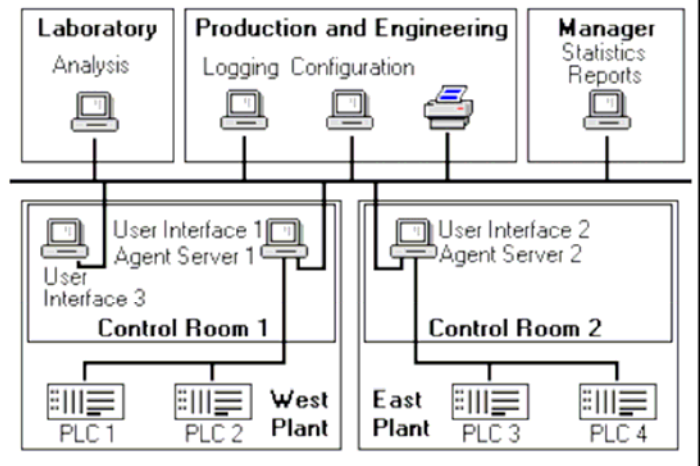 Laboratory
Analysis
Production and Engineering
Logging Configuration
Manager
Statistics
Reports
User Interface 1
Agent Server 1
User
Interface 3
Control Room 1
User Interface 2
Agent Server 2
Control Room 2
PLC 1
PLC 2
West
Plant
East
Plant
PLC 3
PLC 4